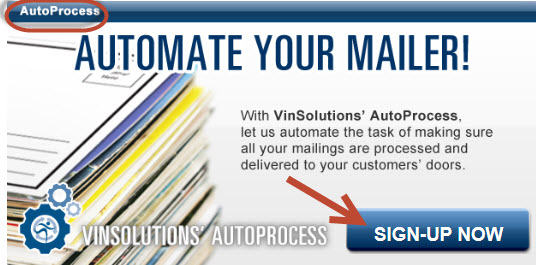 AutoProcess
AUTOMATE YOUR MAILER!
With VinSolutions' AutoProcess,
let us automate the task of making sure
all your mailings are processed and
delivered to your customers' doors.
VINSOLUTIONS' AUTOPROCESS
SIGN-UP NOW